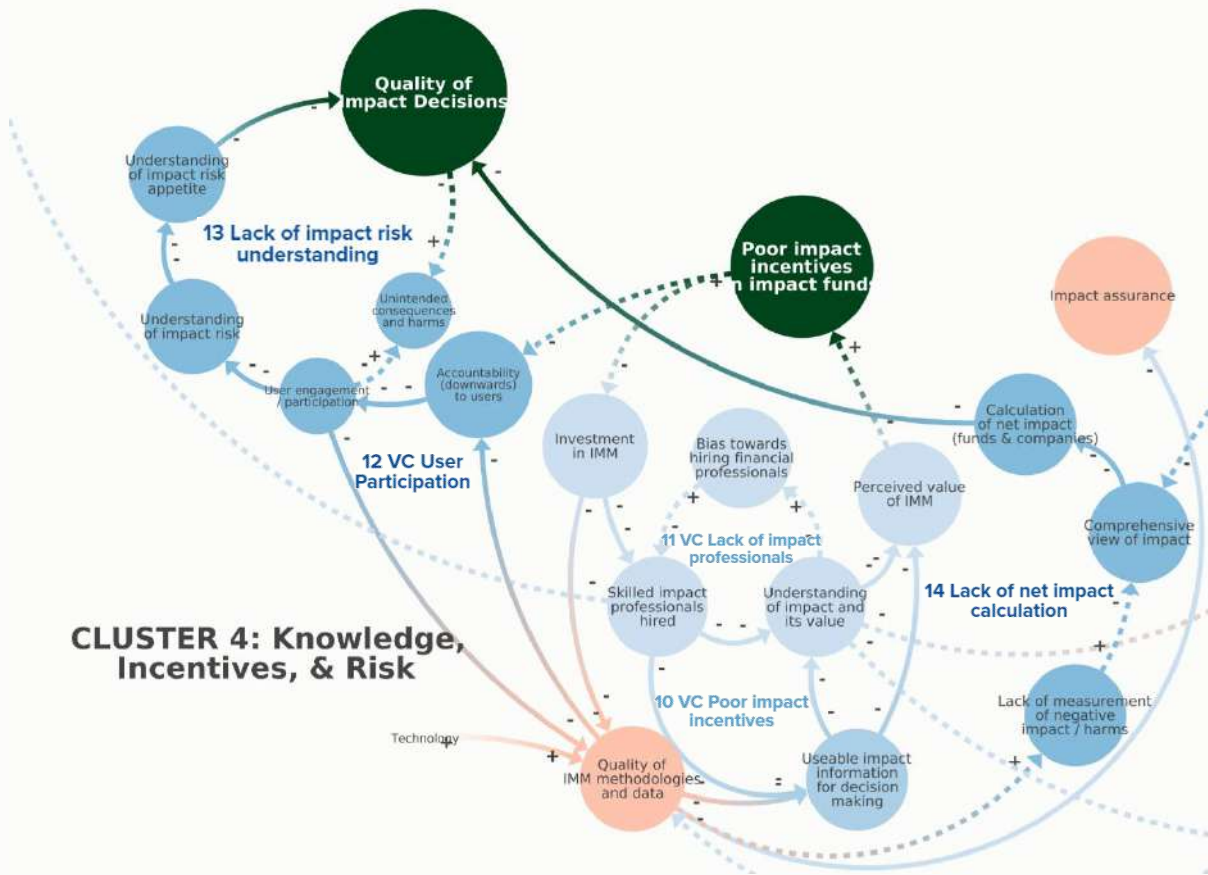 Quality of
Impact Decisions
Understanding
of impact risk
appetite
13 Lack of impact risk
understanding
Poor impact
incentives
in impact funds
Impact assurance
Unintended
consequences
and harms
Understanding
of impact risk
User engagement
/ participation
Accountability
(downwards)
to users
Calculation
of net impact
(funds & companies)
Investment
in IMM
Bias towards
hiring financial
professionals
12 VC User
Participation
Perceived value
of IMM
Comprehensive
view of impact
11 VC Lack of impact
professionals
Skilled impact
professionals
hired
Understanding
of impact and
its value
14 Lack of net impact
calculation
CLUSTER 4: Knowledge,
Incentives, & Risk
10 VC Poor impact
incentives
Lack of measurement
of negative
impact / harms
Technology
Quality of
IMM methodologies
and data
Useable impact
information
for decision
making